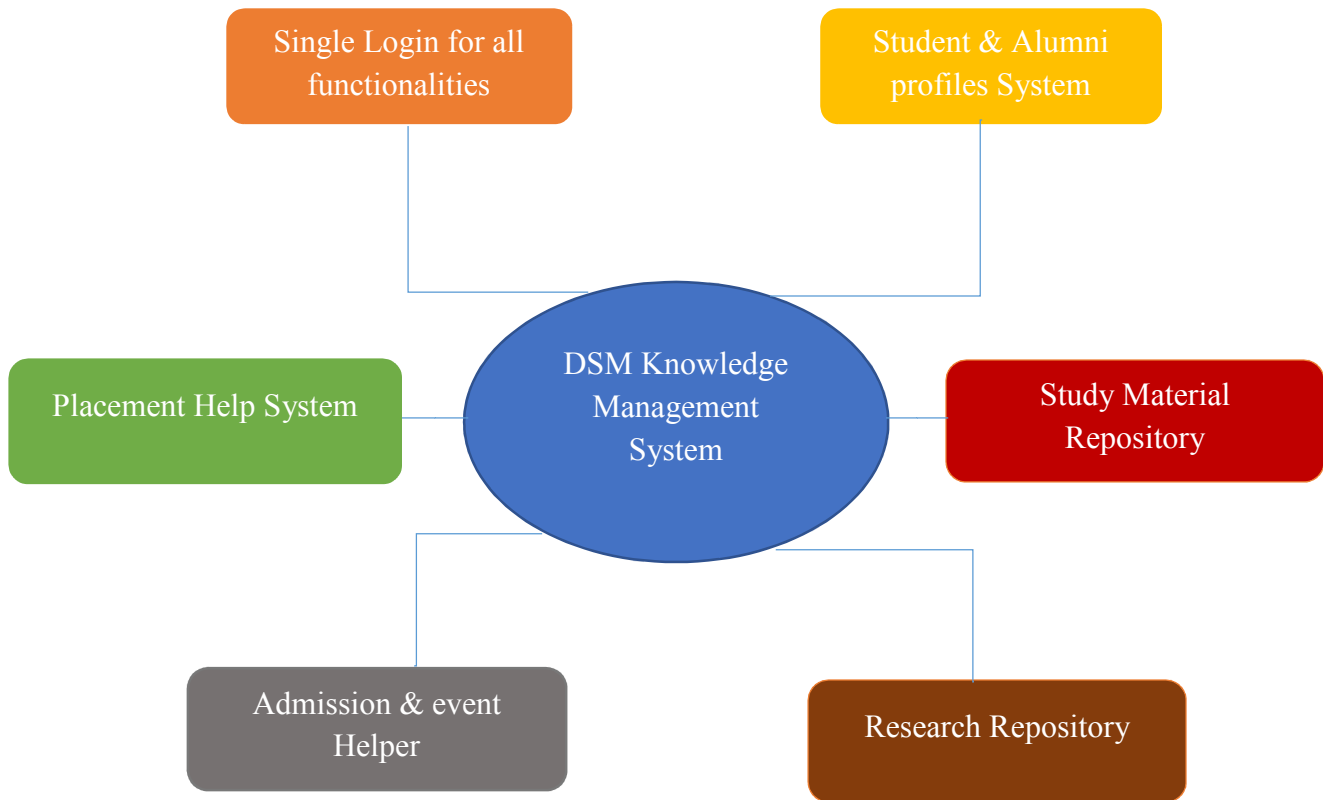 Single Login for all
functionalities
Student & Alumni
profiles System
DSM Knowledge
Management
System
Placement Help System
Study Material
Repository
Admission & event
Helper
Research Repository